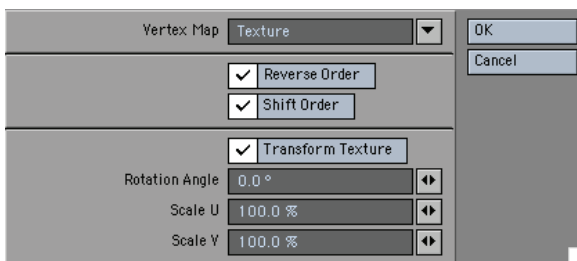 Vertex Map Texture
OK
Cancel
Reverse Order
Shift Order
Transform Texture
Rotation Angle 0.0 °
Scale U 100.0 %
Scale V 100.0 %